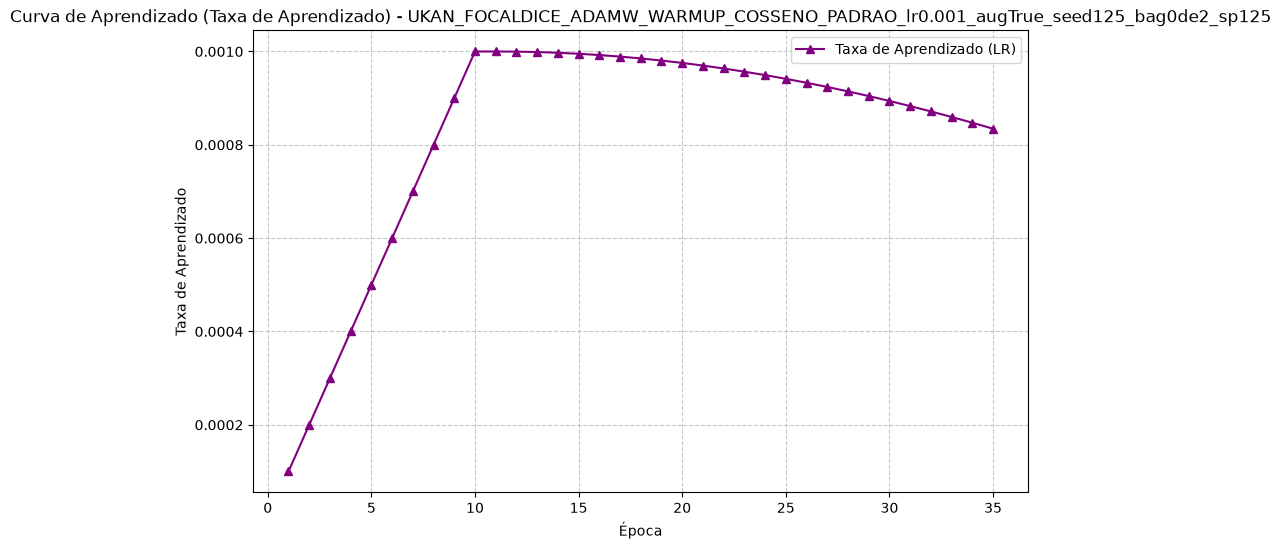 Curva de Aprendizado (Taxa de Aprendizado) - UKAN_FOCALDICE_ADAMW_WARMUP_COSSENO_PADRAO_lr0.001_augTrue_seed125_bag0de2_sp125
Taxa de Aprendizado (LR)
Taxa de Aprendizado
0.0010
0.0008
0.0006
0.0004
0.0002
0 5 10 15 20 25 30 35
Época